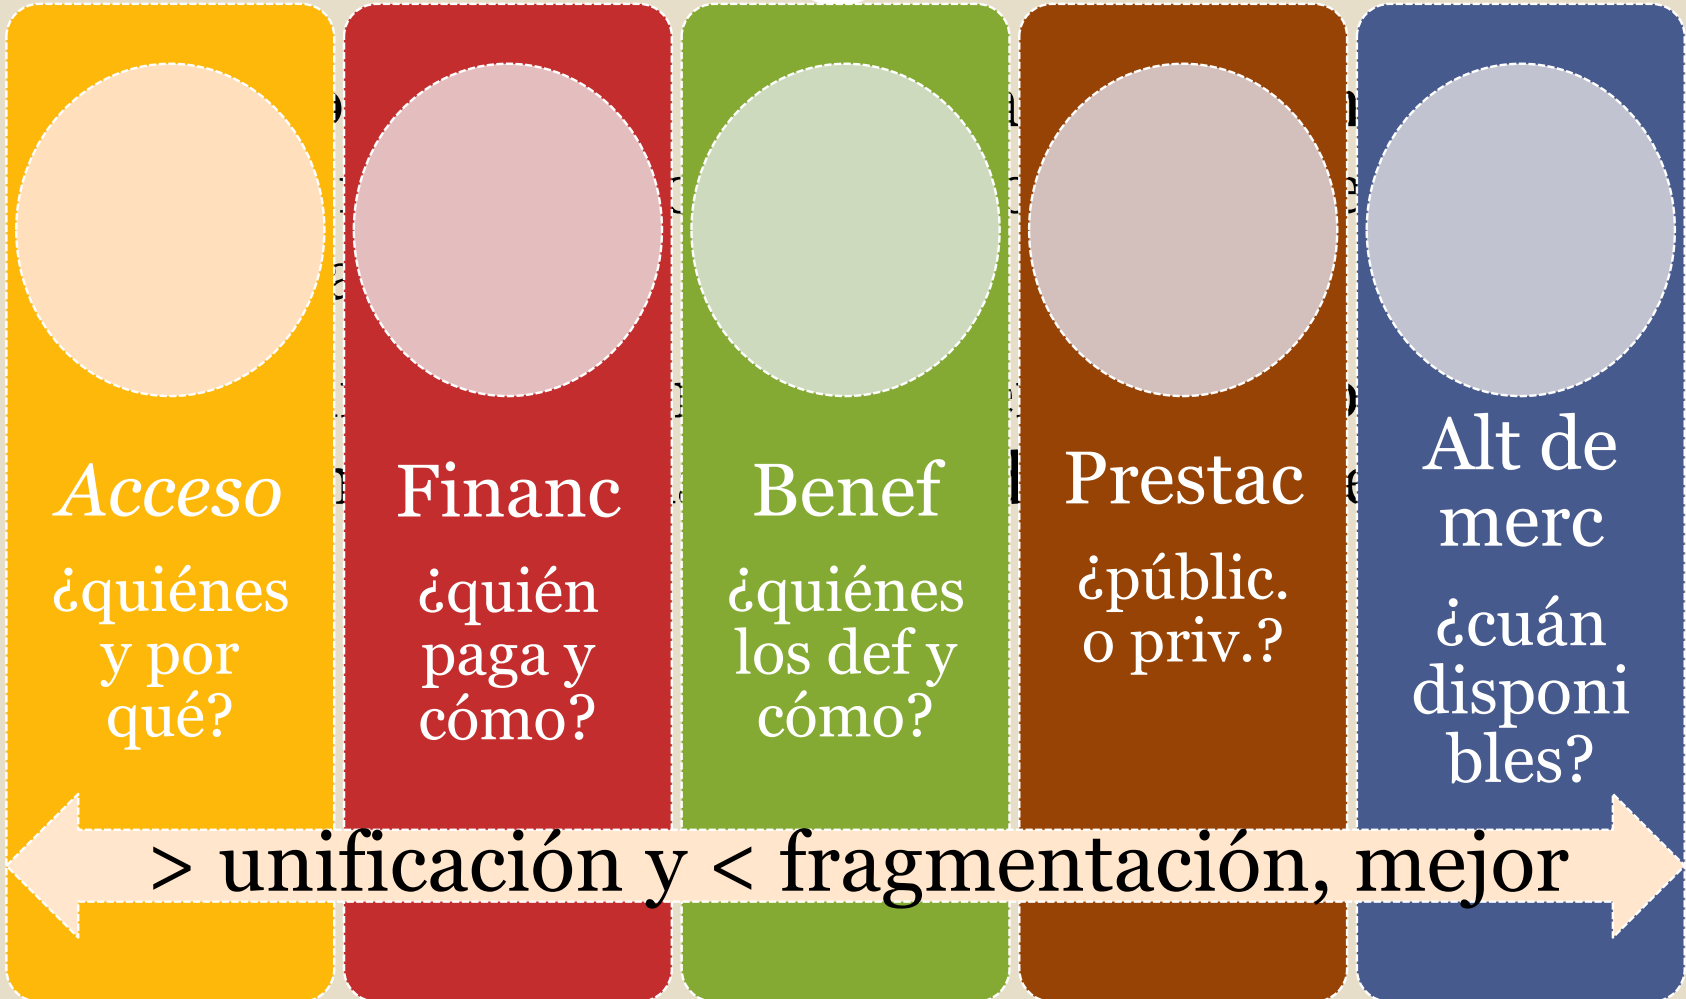 Acceso
¿quiénes
y por
qué?
Financ
¿quién
paga y
cómo?
Benef
¿quiénes
los def y
cómo?
Prestac
¿públic.
o priv.?
Alt de
merc
¿cuán
disponi
bles?
> unificación y < fragmentación, mejor